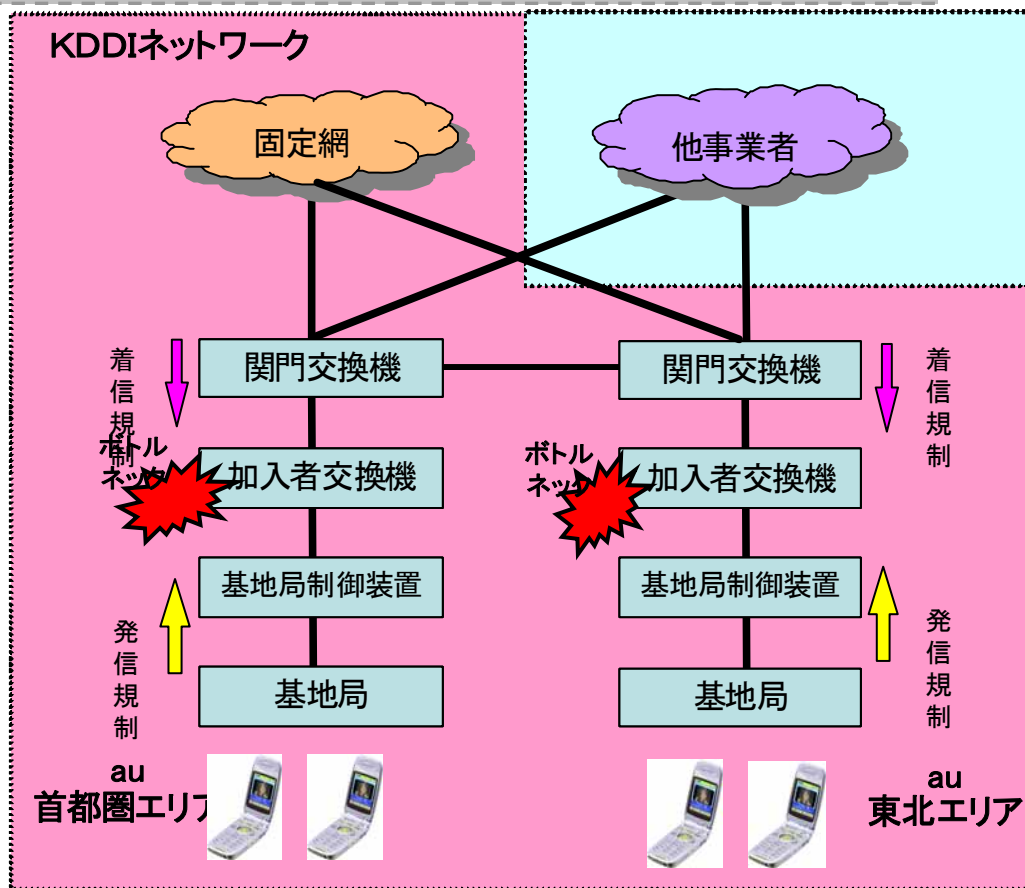 KDDIネットワーク
固定網
他事業者
関門交換機
関門交換機
着信規制
着信規制
ボトル
ネック
加入者交換機
ボトル
ネック
加入者交換機
基地局制御装置
基地局制御装置
発信規制
発信規制
基地局
基地局
au
首都圏エリア
au
東北エリア